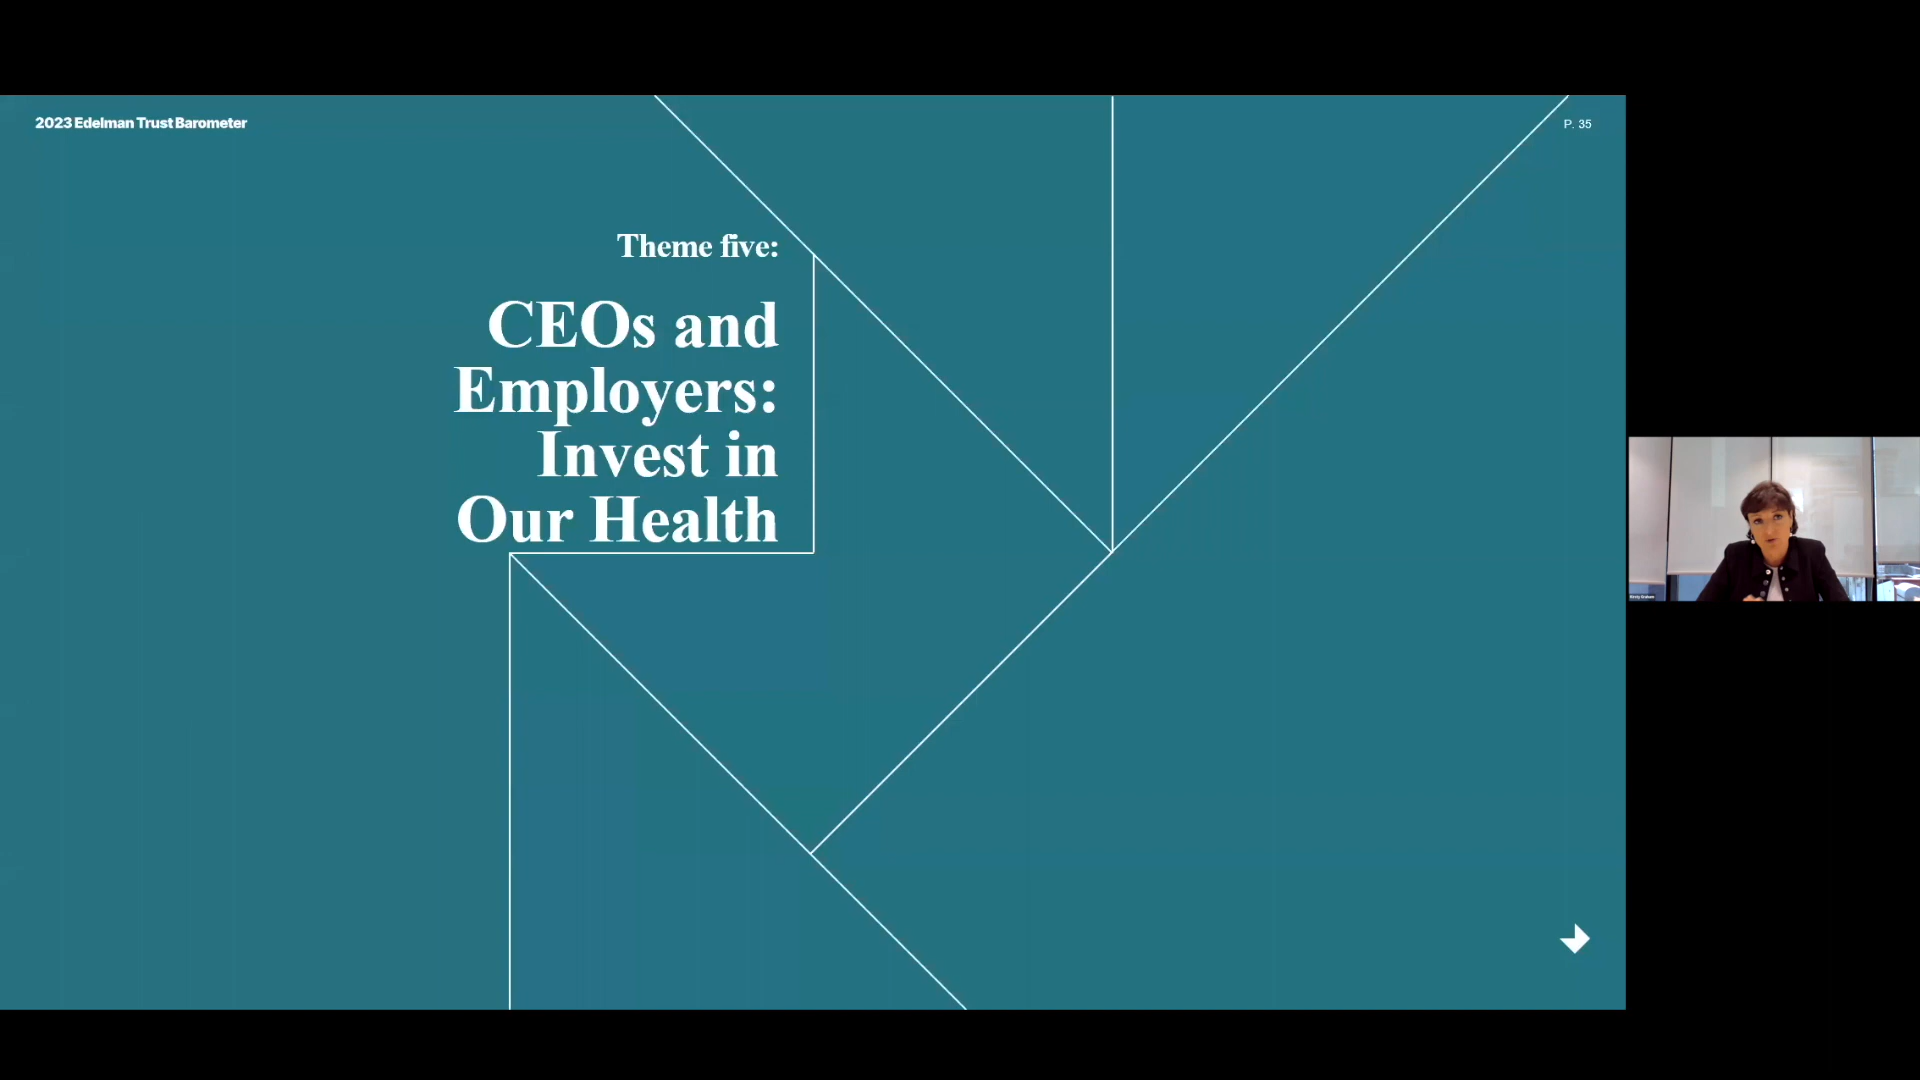 2023 Edelman Trust Barometer
P. 35
Theme five:
CEOs and
Employers:
Invest in
Our Health